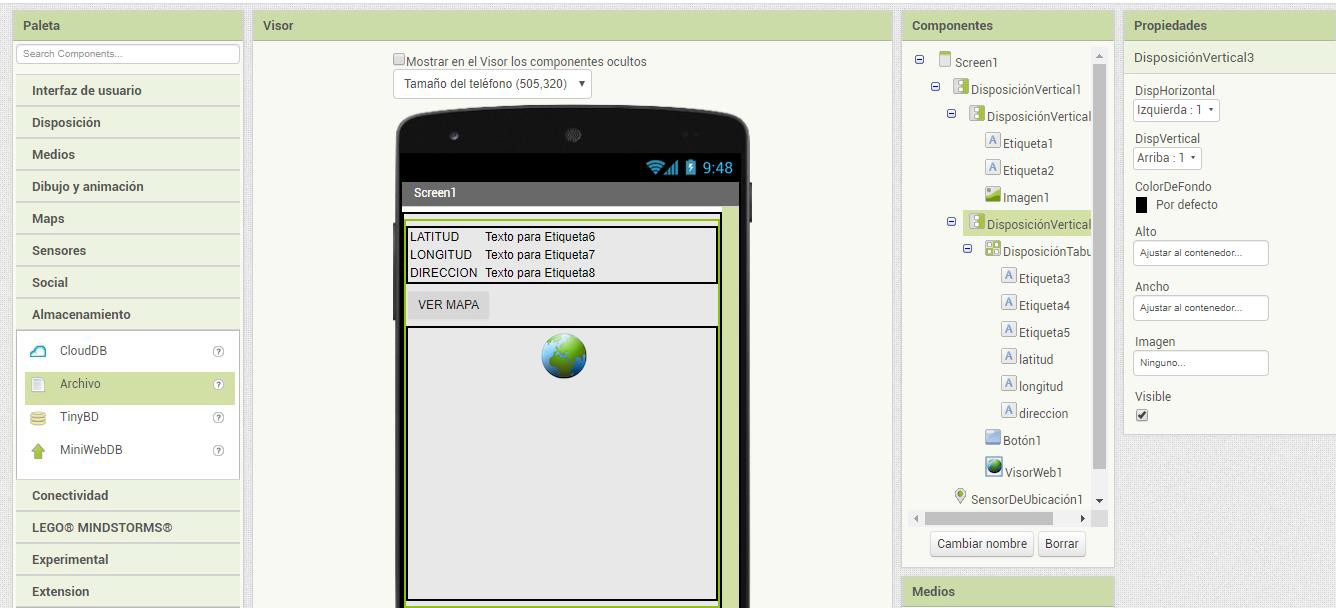 Paleta
Search Components...
Interfaz de usuario
Disposición
Medios
Dibujo y animación
Maps
Sensores
Social
Almacenamiento
CloudDB ?
Archivo ?
TinyBD ?
MiniWebDB ?
Conectividad
LEGO® MINDSTORMS®
Experimental
Extension
Visor
Mostrar en el Visor los componentes ocultos
Tamaño del teléfono (505,320)
9:48
Screen1
LATITUD Texto para Etiqueta6
LONGITUD Texto para Etiqueta7
DIRECCION Texto para Etiqueta8
VER MAPA
Componentes
Screen1
DisposiciónVertical1
DisposiciónVertical
A Etiqueta1
A Etiqueta2
Imagen1
DisposiciónVertical
DisposiciónTabu
A Etiqueta3
A Etiqueta4
A Etiqueta5
A latitud
A longitud
A direccion
Botón1
VisorWeb1
SensorDeUbicación1
Cambiar nombre Borrar
Medios
Propiedades
DisposiciónVertical3
DispHorizontal
Izquierda : 1
DispVertical
Arriba : 1
ColorDeFondo
Por defecto
Alto
Ajustar al contenedor...
Ancho
Ajustar al contenedor...
Imagen
Ninguno...
Visible